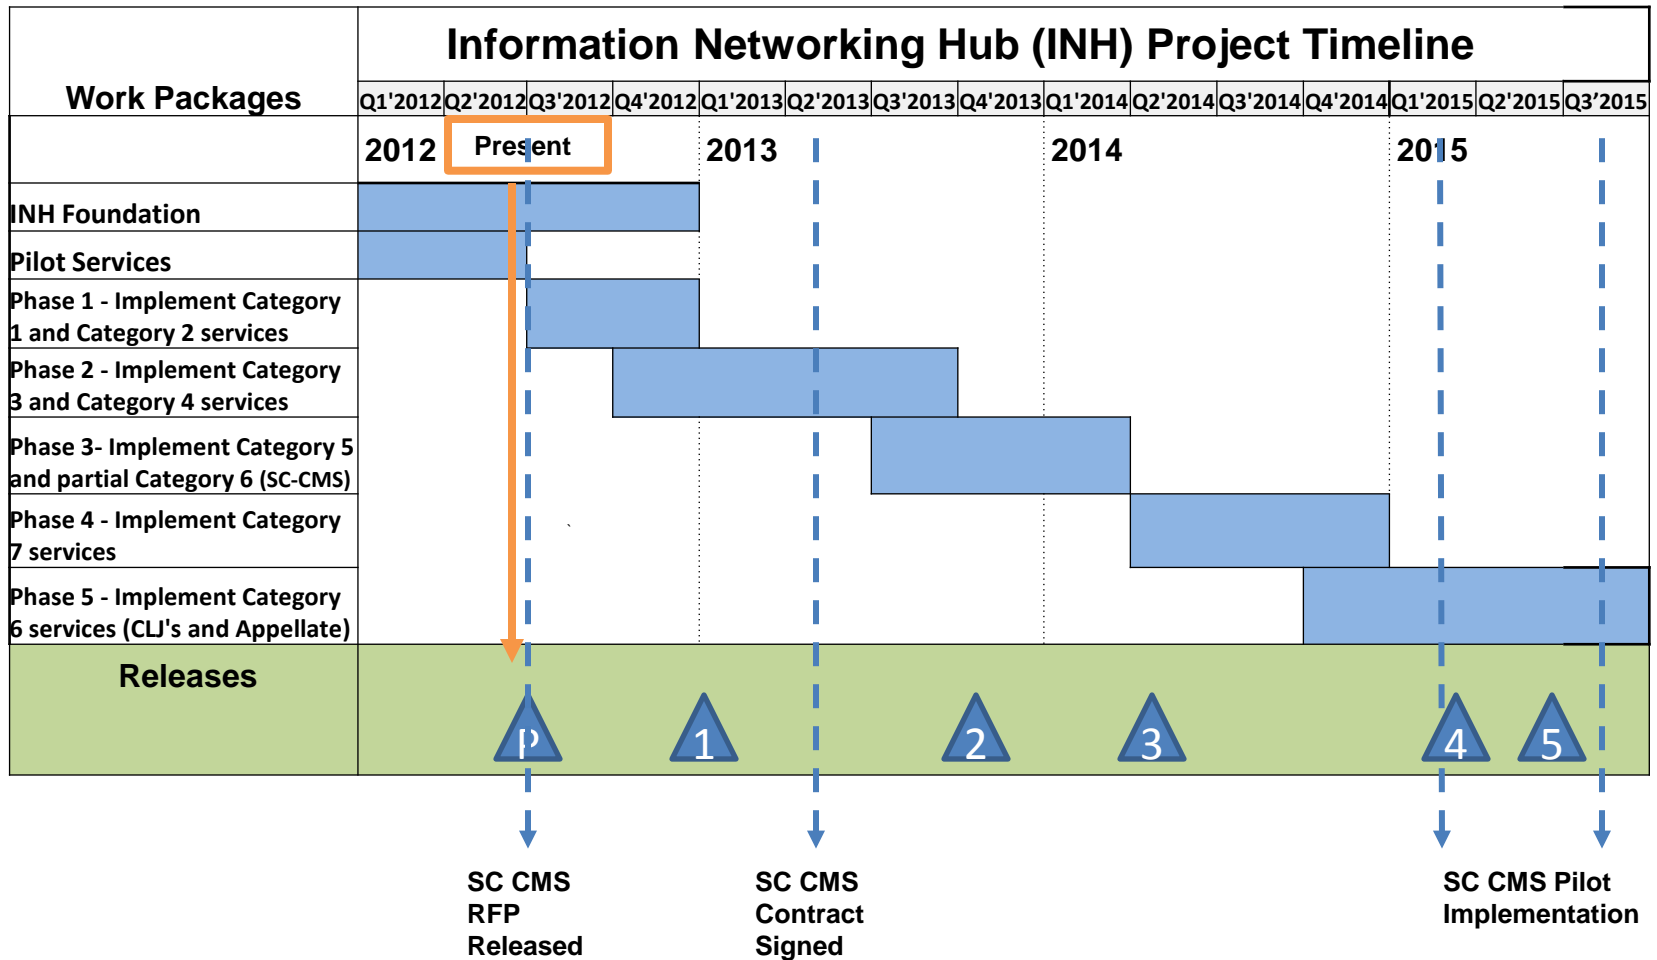 Information Networking Hub (INH) Project Timeline
Work Packages
Q1'2012 Q2'2012 Q3'2012 Q4'2012 Q1'2013 Q2'2013 Q3'2013 Q4'2013 Q1'2014 Q2'2014 Q3'2014 Q4'2014 Q1'2015 Q2'2015 Q3’2015
2012 Present 2013 2014 2015
INH Foundation
Pilot Services
Phase 1 - Implement Category
1 and Category 2 services
Phase 2 - Implement Category
3 and Category 4 services
Phase 3- Implement Category 5
and partial Category 6 (SC-CMS)
Phase 4 - Implement Category
7 services
Phase 5 - Implement Category
6 services (CLJ's and Appellate)
Releases
P 1 2 3 4 5
SC CMS
RFP
Released
SC CMS
Contract
Signed
SC CMS Pilot
Implementation